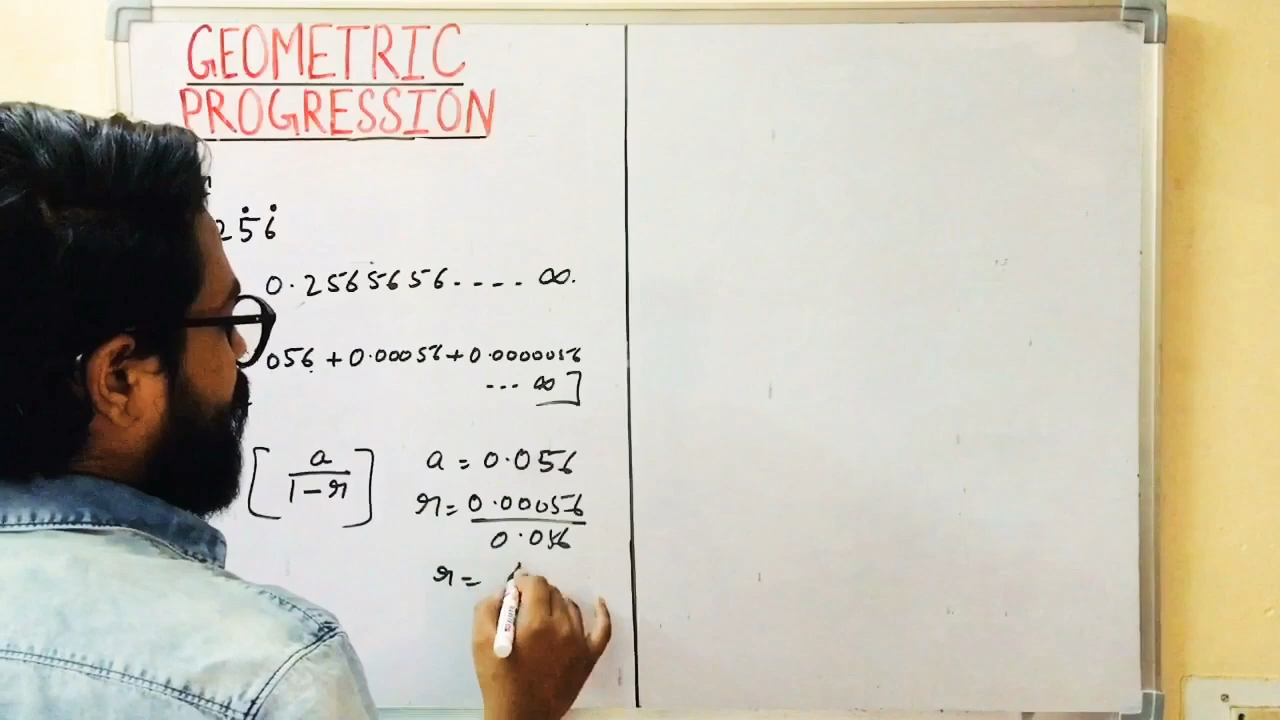 GEOMETRIC
PROGRESSION
25̇6̇
0.2565656.... ∞.
056 + 0.00056 + 0.0000056
... ∞ ]
[ a / 1 - r ]
a = 0.056
r = 0.00056 / 0.056
r =